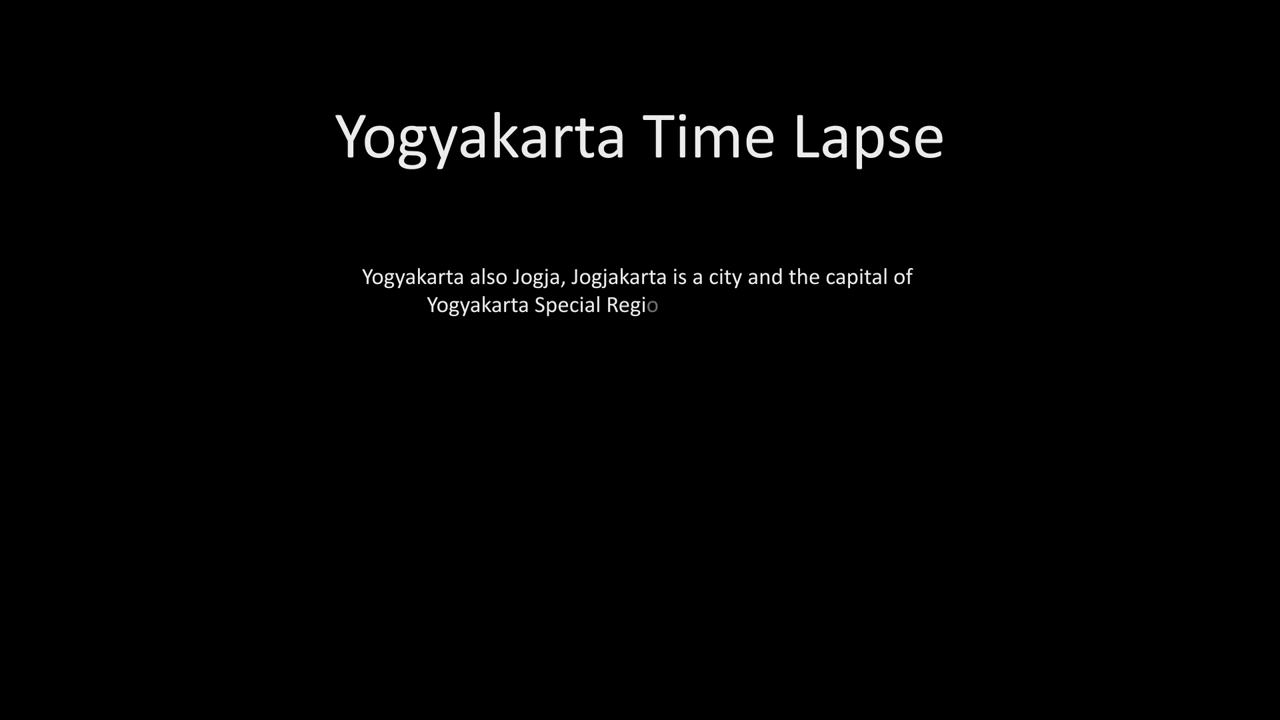 Yogyakarta Time Lapse
Yogyakarta also Jogja, Jogjakarta is a city and the capital of
Yogyakarta Special Regio